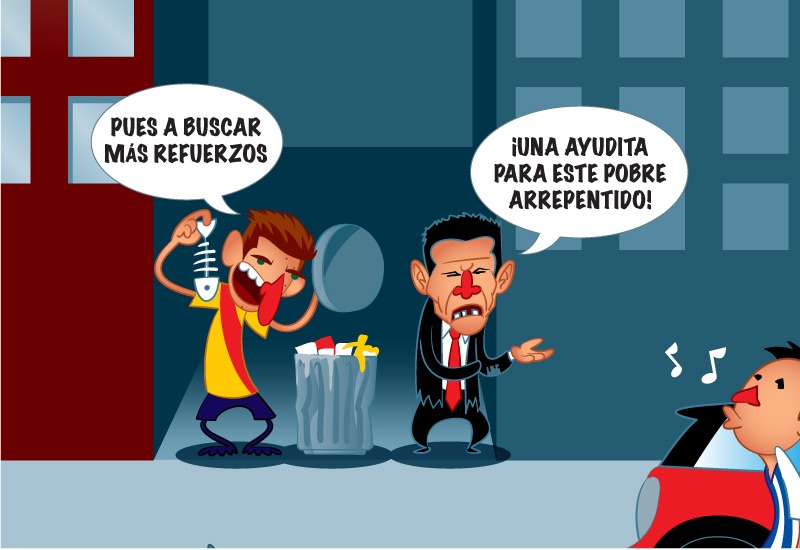 PUES A BUSCAR
MÁS REFUERZOS
¡UNA AYUDITA
PARA ESTE POBRE
ARREPENTIDO!